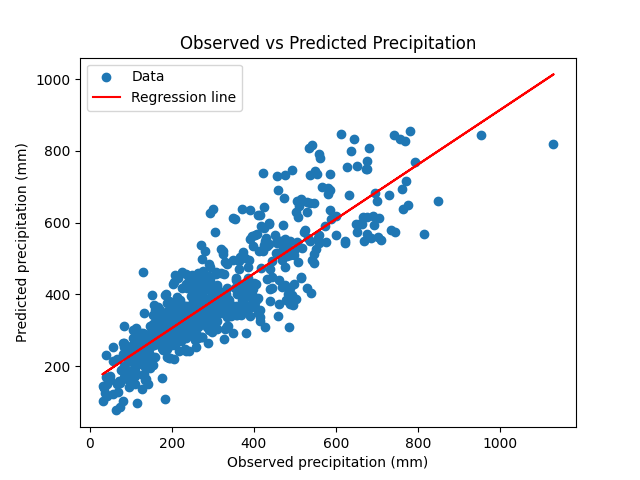 Observed vs Predicted Precipitation
Data
Regression line
Predicted precipitation (mm)
1000
800
600
400
200
0 200 400 600 800 1000
Observed precipitation (mm)